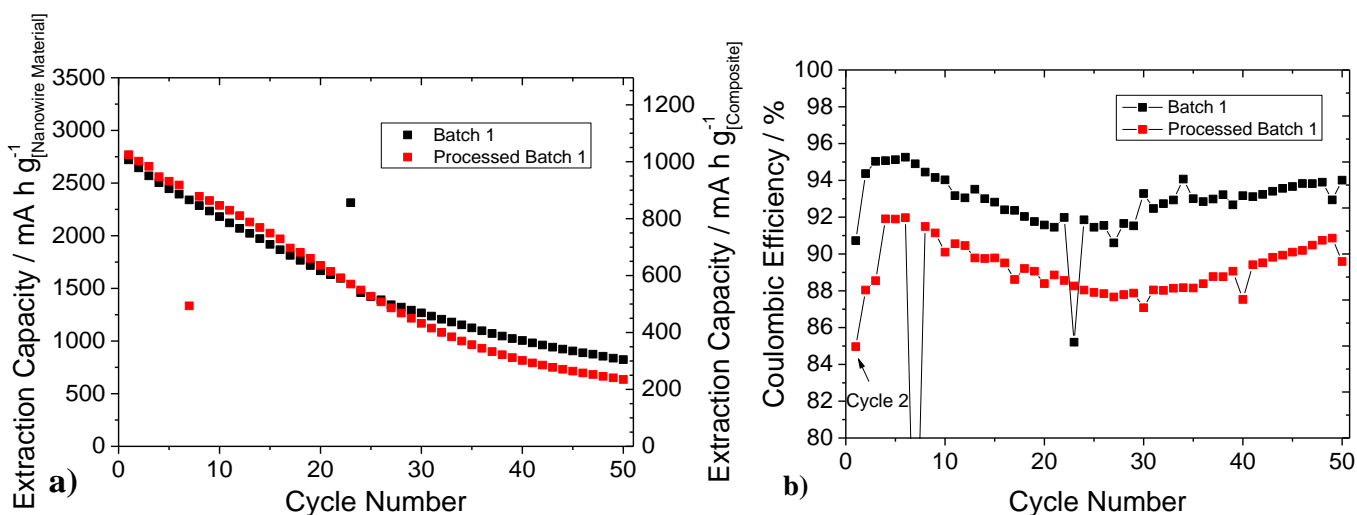 Extraction Capacity / mA h g⁻¹[Nanowire Material]
3500
3000
2500
2000
1500
1000
500
0
Batch 1
Processed Batch 1
0 10 20 30 40 50
Cycle Number
a)
1200
1000
800
600
400
200
0
Extraction Capacity / mA h g⁻¹[Composite]
Coulombic Efficiency / %
100
98
96
94
92
90
88
86
84
82
80
Batch 1
Processed Batch 1
Cycle 2
0 10 20 30 40 50
b)
Cycle Number